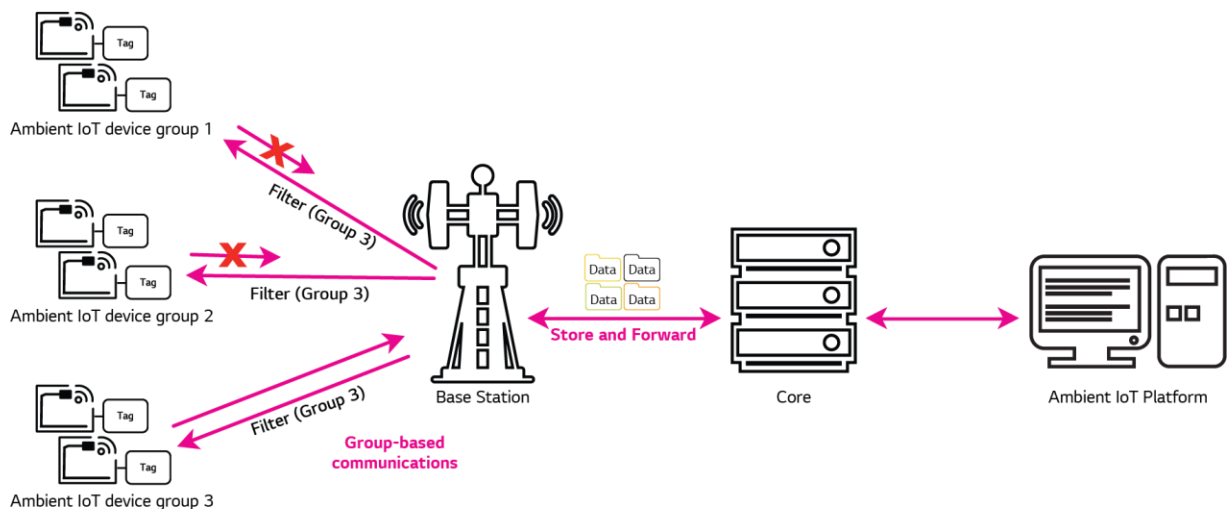 Tag
Tag
Ambient IoT device group 1
Filter (Group 3)
Tag
Tag
Ambient IoT device group 2
Filter (Group 3)
Tag
Tag
Ambient IoT device group 3
Filter (Group 3)
Group-based
communications
Base Station
Data Data
Data Data
Store and Forward
Core
Ambient IoT Platform